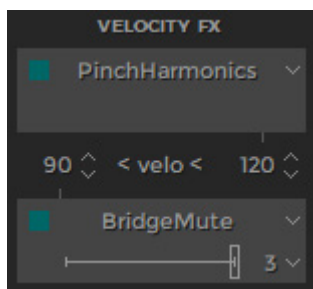 VELOCITY FX
PinchHarmonics
90 < velo < 120
BridgeMute
3